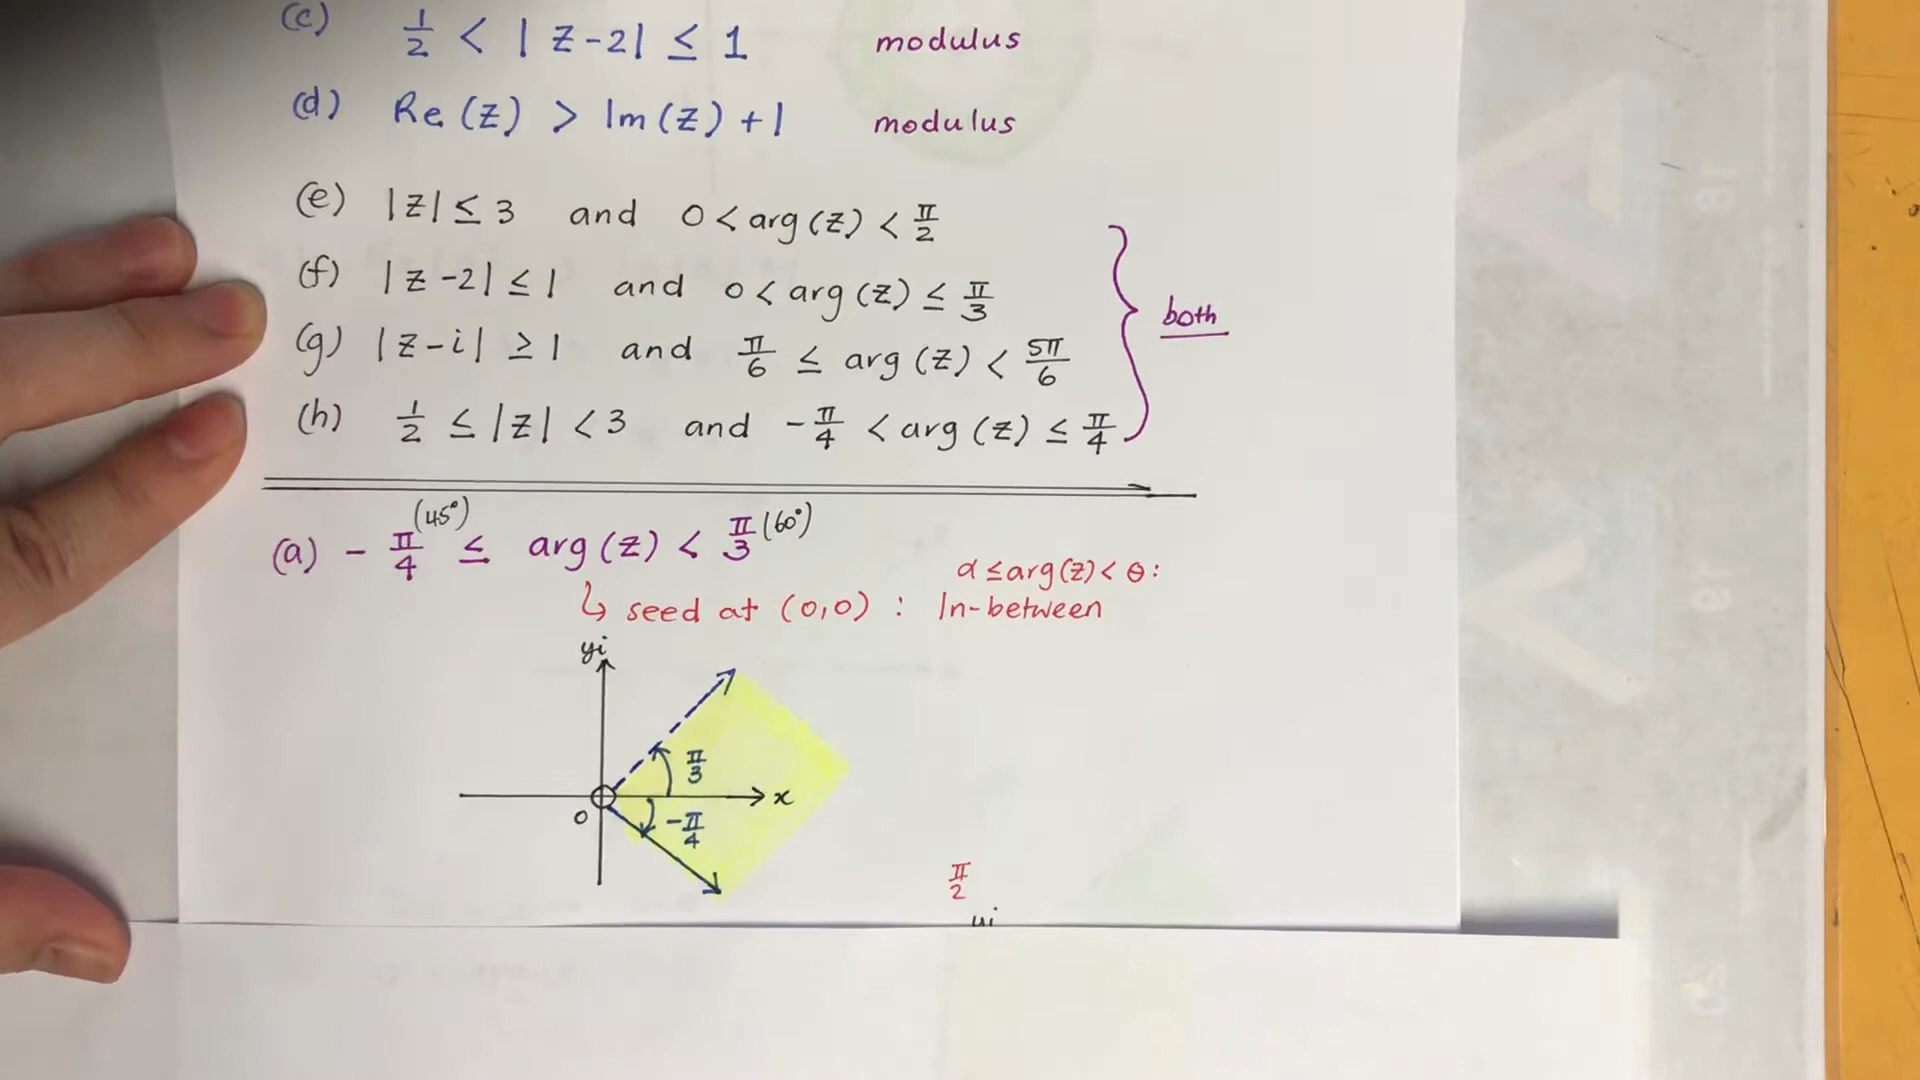 (c) 1/2 < |z-2| ≤ 1 modulus
(d) Re(z) > Im(z)+1 modulus
(e) |z| ≤ 3 and 0 < arg(z) < π/2
(f) |z-2| ≤ 1 and 0 < arg(z) ≤ π/3
(g) |z-i| ≥ 1 and π/6 ≤ arg(z) < 5π/6
(h) 1/2 ≤ |z| < 3 and -π/4 < arg(z) ≤ π/4
both
(a) -π/4 (45°) ≤ arg(z) < π/3 (60°)
α ≤ arg(z) < θ:
↳ seed at (0,0) : In-between
yi
π/3
x
0
-π/4
π/2
yi